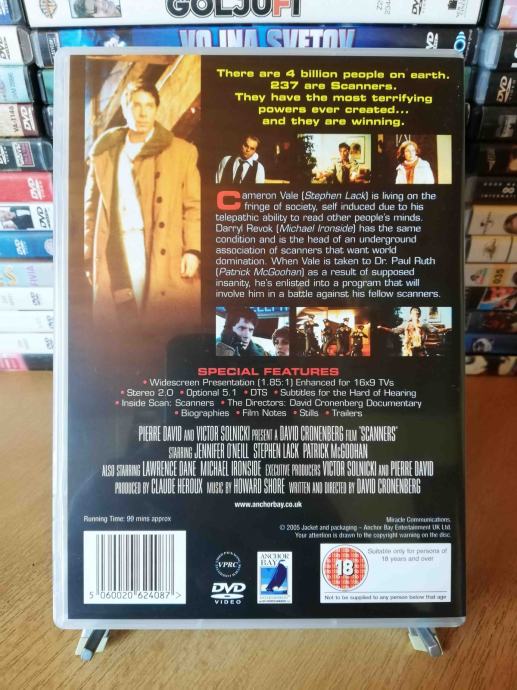 GOLJUFI
VOJNA SVETOV
There are 4 billion people on earth.
237 are Scanners.
They have the most terrifying
powers ever created...
and they are winning.
Cameron Vale (Stephen Lack) is living on the
fringe of society, self induced due to his
telepathic ability to read other people's minds.
Darryl Revok (Michael Ironside) has the same
condition and is the head of an underground
association of scanners that want world
domination. When Vale is taken to Dr. Paul Ruth
(Patrick McGoohan) as a result of supposed
insanity, he's enlisted into a program that will
involve him in a battle against his fellow scanners.
SPECIAL FEATURES
• Widescreen Presentation (1.85:1) Enhanced for 16x9 TVs
• Stereo 2.0 • Optional 5.1 • DTS • Subtitles for the Hard of Hearing
• Inside Scan: Scanners • The Directors: David Cronenberg Documentary
• Biographies • Film Notes • Stills • Trailers
PIERRE DAVID AND VICTOR SOLNICKI PRESENT A DAVID CRONENBERG FILM "SCANNERS"
STARRING JENNIFER O'NEILL STEPHEN LACK PATRICK McGOOHAN
ALSO STARRING LAWRENCE DANE MICHAEL IRONSIDE EXECUTIVE PRODUCERS VICTOR SOLNICKI AND PIERRE DAVID
PRODUCED BY CLAUDE HEROUX MUSIC BY HOWARD SHORE WRITTEN AND DIRECTED BY DAVID CRONENBERG
www.anchorbay.co.uk
Running Time: 99 mins approx
Miracle Communications.
© 2005 Jacket and packaging – Anchor Bay Entertainment UK Ltd.
Your attention is drawn to the copyright warning on the disc.
5 060020 624087 >
VPRC
DVD
VIDEO
ANCHOR
BAY
18
Suitable only for persons of
18 years and over
Not to be supplied to any person below that age